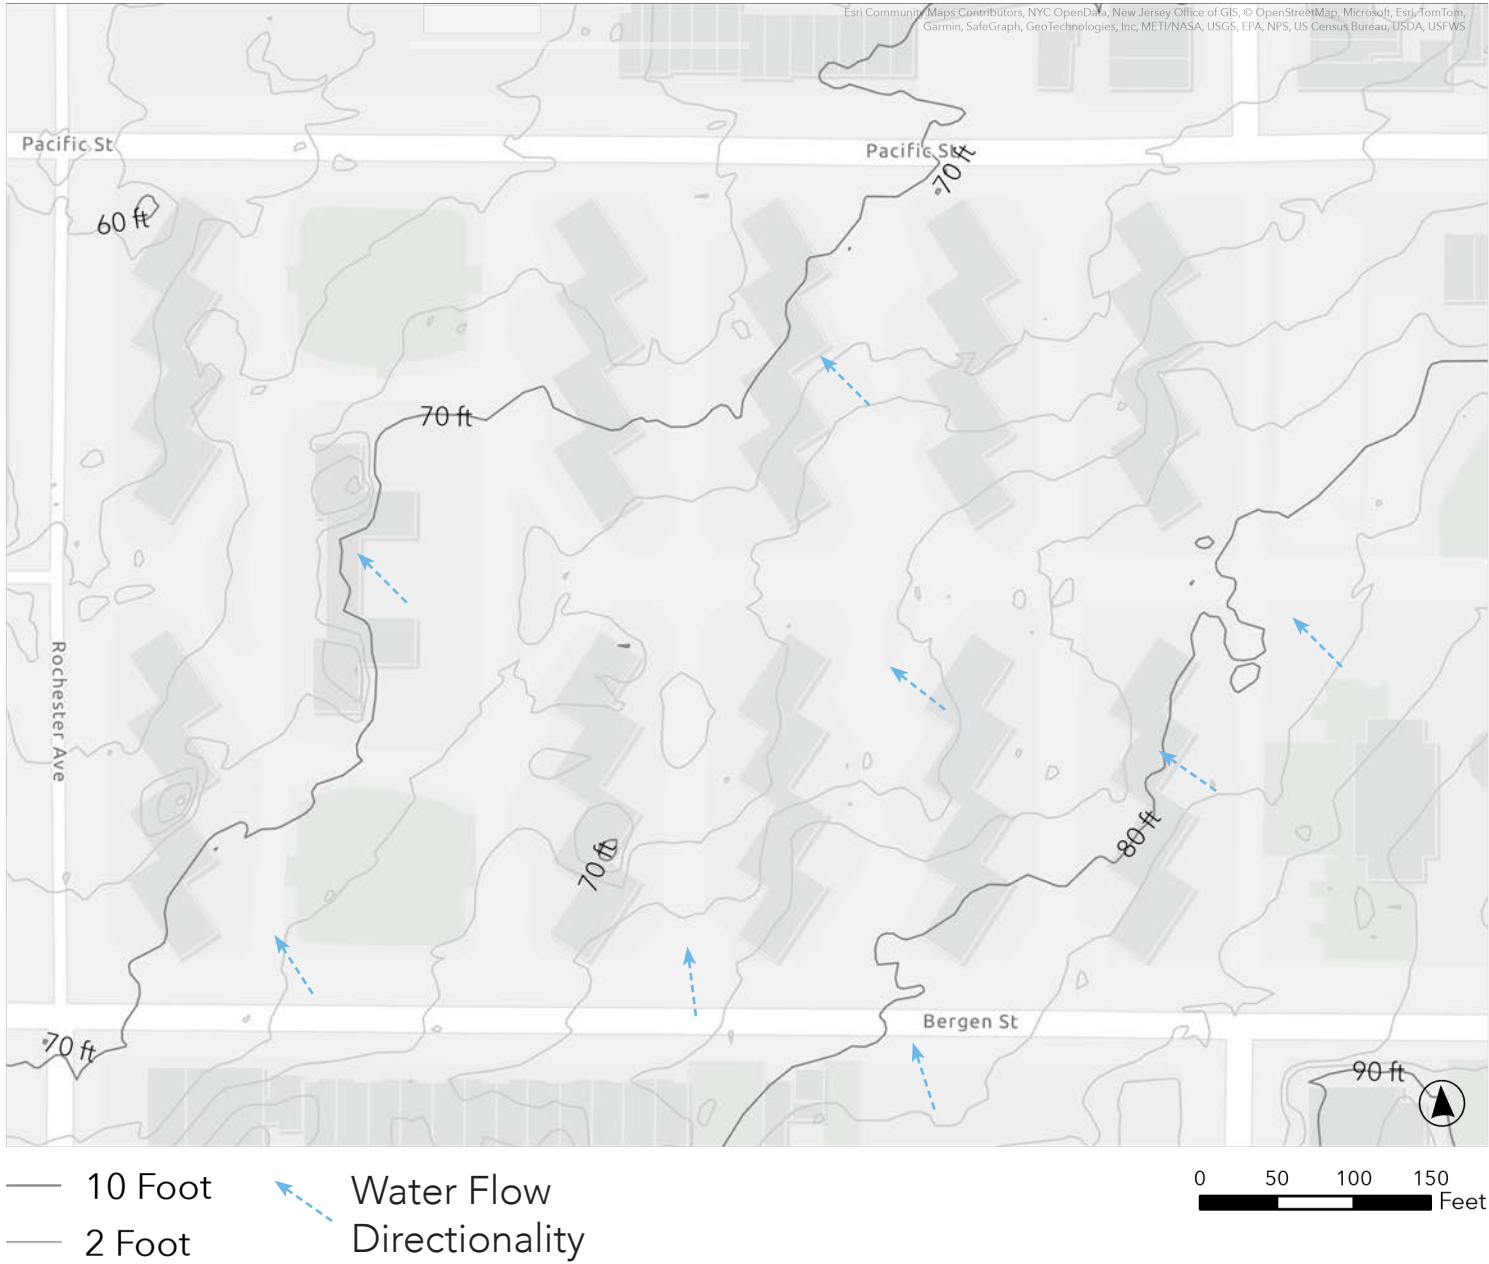 Esri Community Maps Contributors, NYC OpenData, New Jersey Office of GIS, © OpenStreetMap, Microsoft, Esri, TomTom,
Garmin, SafeGraph, GeoTechnologies, Inc, METI/NASA, USGS, EPA, NPS, US Census Bureau, USDA, USFWS
Pacific St
Pacific St
70 ft
60 ft
70 ft
Rochester Ave
80 ft
70 ft
Bergen St
70 ft
90 ft
10 Foot
2 Foot
Water Flow
Directionality
0 50 100 150
Feet